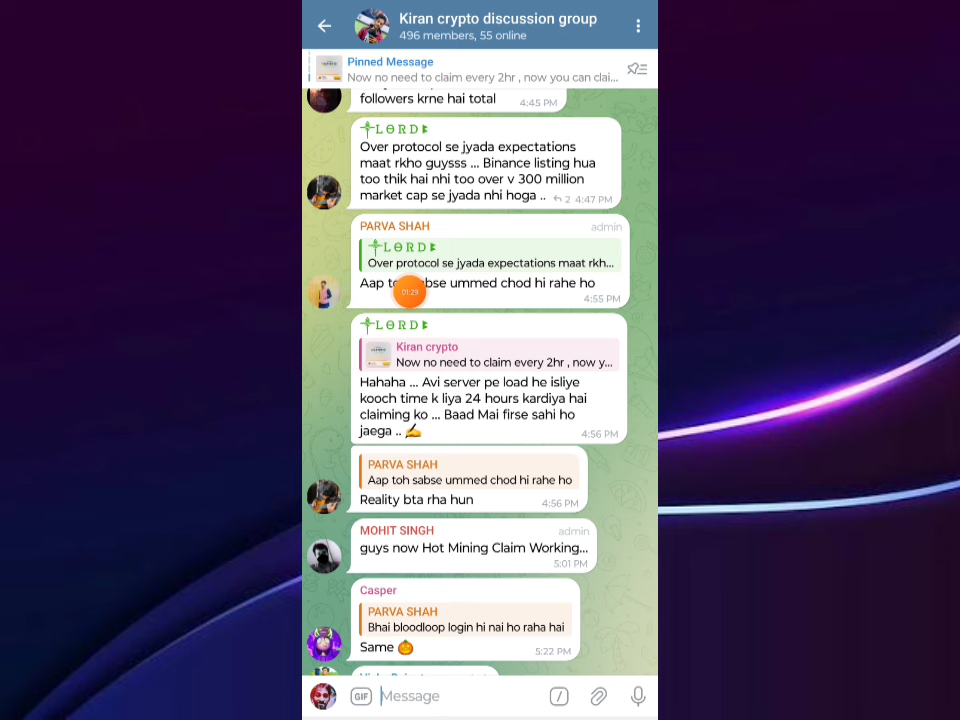 Kiran crypto discussion group
496 members, 55 online
Pinned Message
Now no need to claim every 2hr , now you can clai...
followers krne hai total
4:45 PM
LΘRD
Over protocol se jyada expectations
maat rkho guysss ... Binance listing hua
too thik hai nhi too over v 300 million
market cap se jyada nhi hoga ..
2 4:47 PM
PARVA SHAH admin
LΘRD
Over protocol se jyada expectations maat rkh...
Aap ummed chod hi rahe ho
01:29
4:55 PM
LΘRD
Kiran crypto
Now no need to claim every 2hr , now y...
Hahaha ... Avi server pe load he isliye
kooch time k liya 24 hours kardiya hai
claiming ko ... Baad Mai firse sahi ho
jaega .. ✍️
4:56 PM
PARVA SHAH
Aap toh sabse ummed chod hi rahe ho
Reality bta rha hun
4:56 PM
MOHIT SINGH admin
guys now Hot Mining Claim Working...
5:01 PM
Casper
PARVA SHAH
Bhai bloodloop login hi nai ho raha hai
Same 🎃
5:22 PM
GIF Message